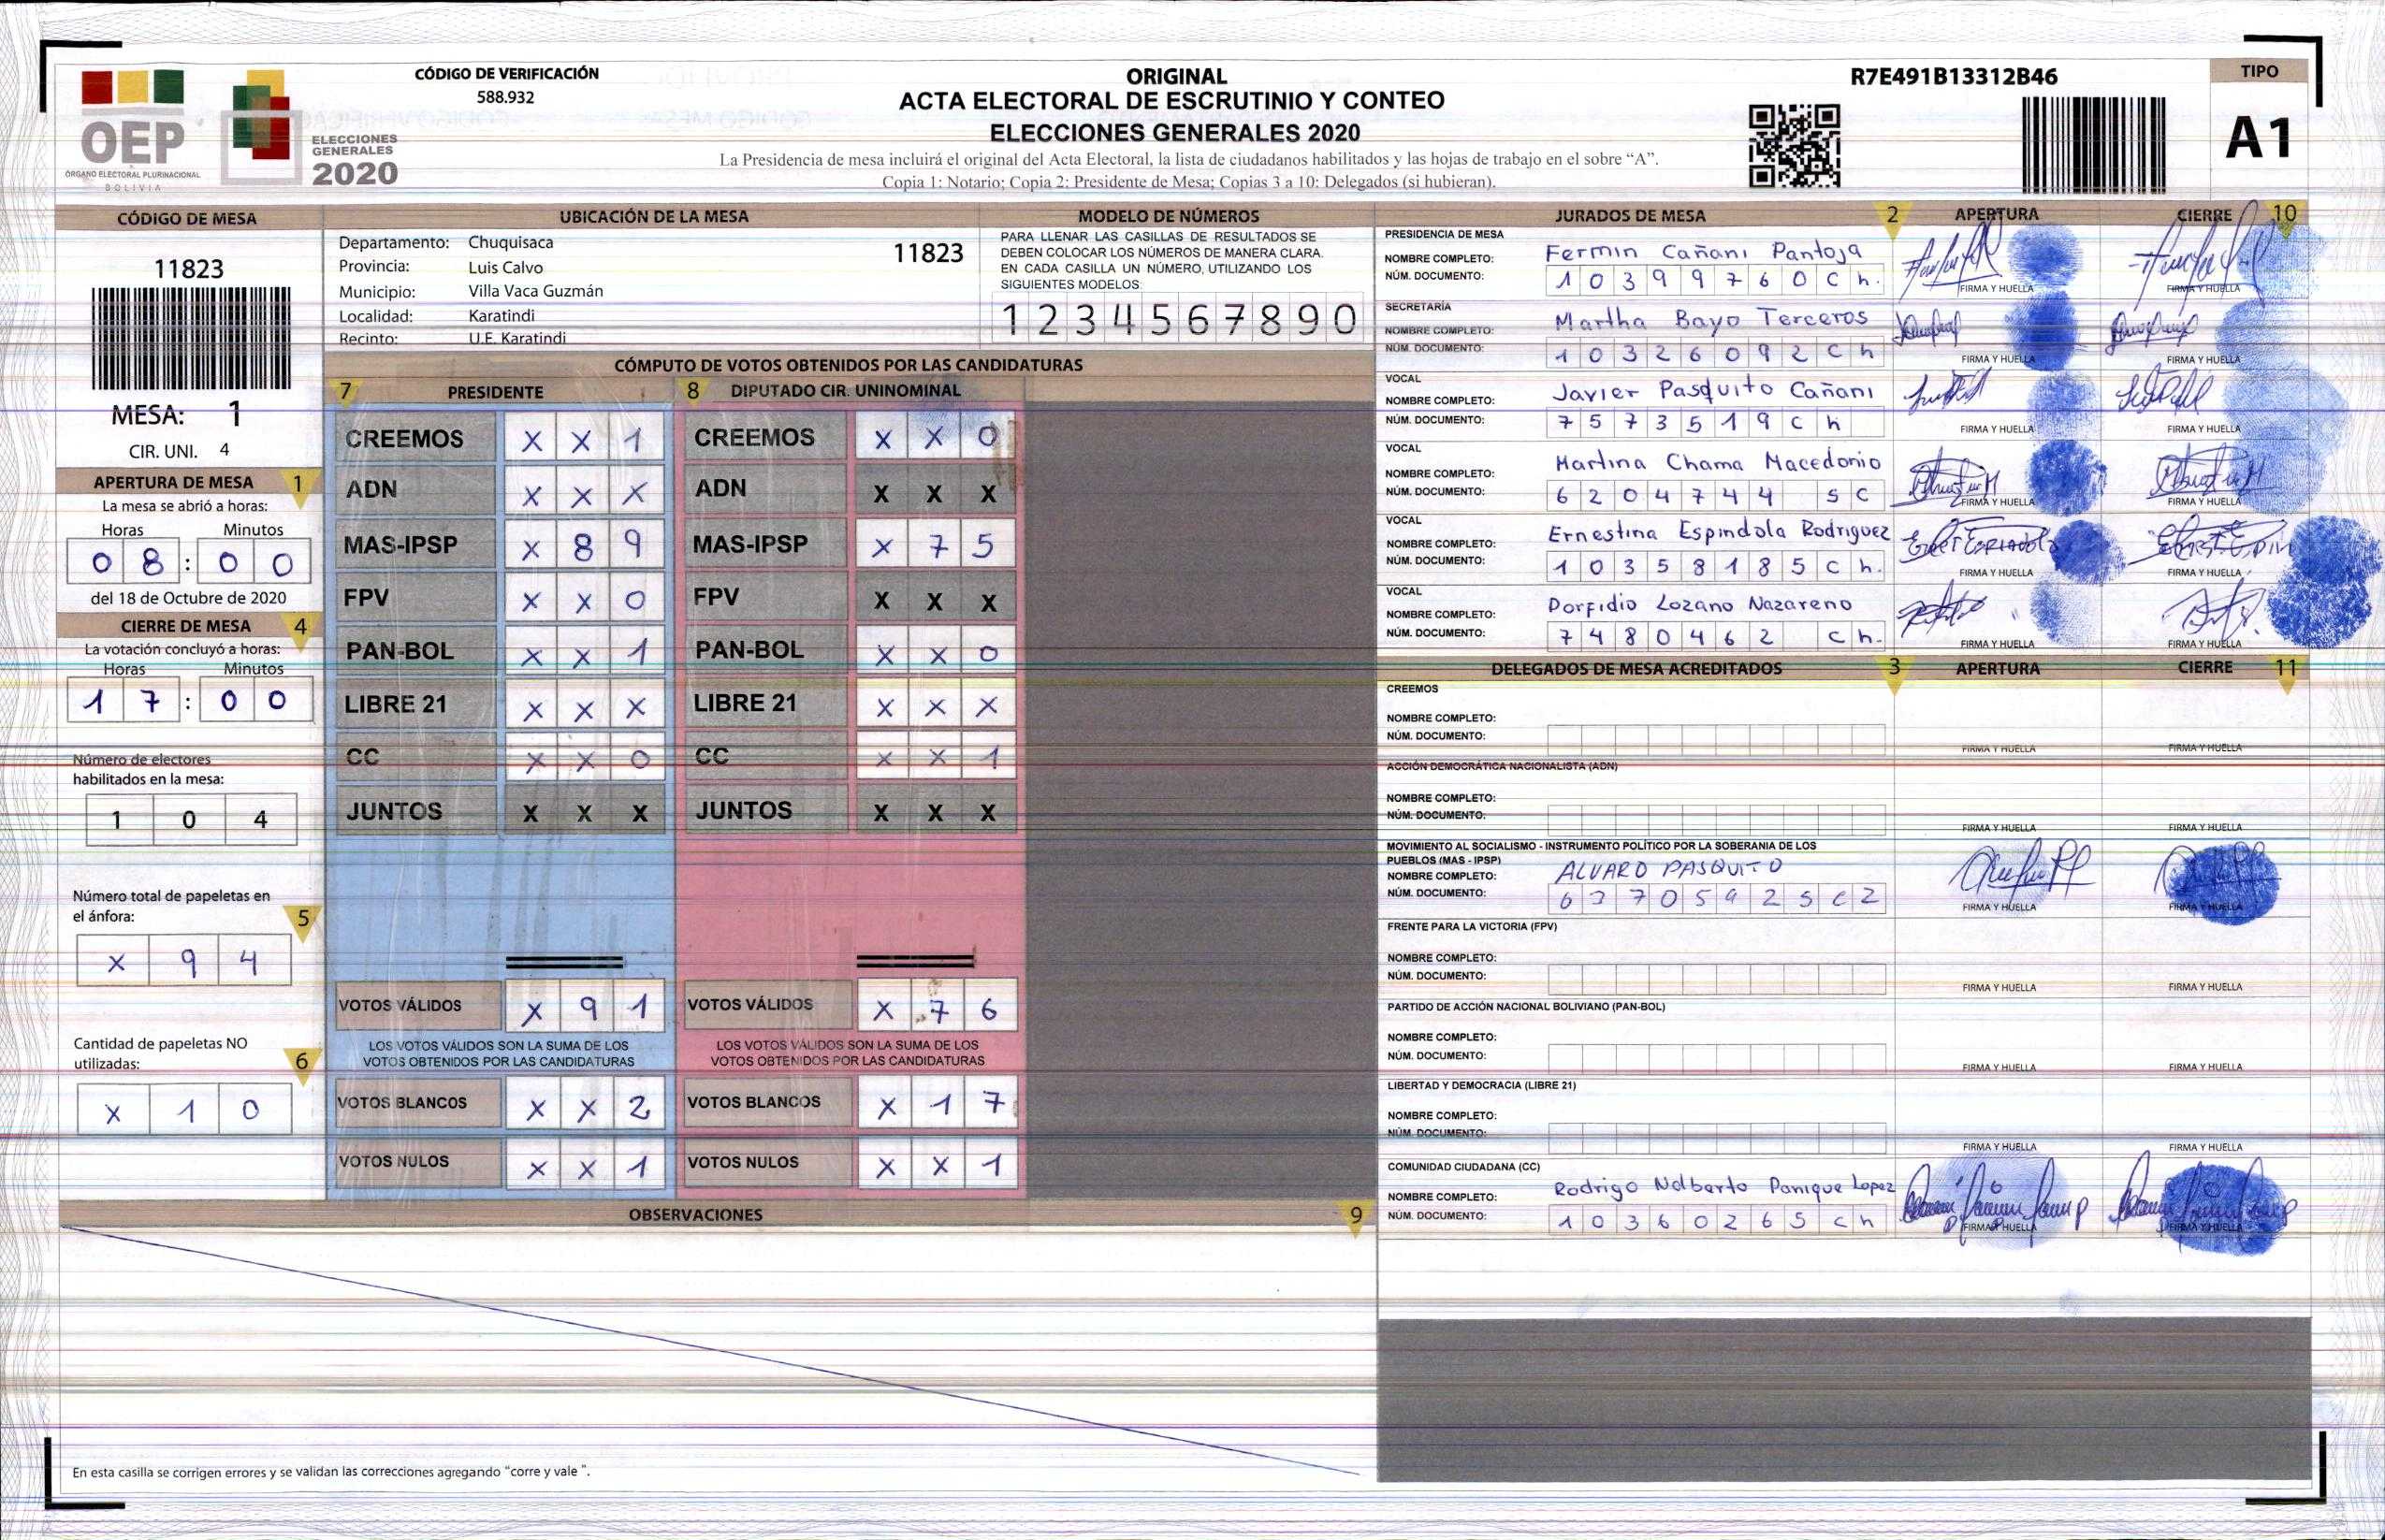 CÓDIGO DE VERIFICACIÓN
588.932
ORIGINAL
ACTA ELECTORAL DE ESCRUTINIO Y CONTEO
ELECCIONES GENERALES 2020
La Presidencia de mesa incluirá el original del Acta Electoral, la lista de ciudadanos habilitados y las hojas de trabajo en el sobre “A”.
Copia 1: Notario; Copia 2: Presidente de Mesa; Copias 3 a 10: Delegados (si hubieran).
R7E491B13312B46
TIPO
A1
OEP
ÓRGANO ELECTORAL PLURINACIONAL
BOLIVIA
ELECCIONES
GENERALES
2020
CÓDIGO DE MESA
11823
MESA: 1
CIR. UNI. 4
APERTURA DE MESA 1
La mesa se abrió a horas:
Horas Minutos
0 8 : 0 0
del 18 de Octubre de 2020
CIERRE DE MESA 4
La votación concluyó a horas:
Horas Minutos
1 7 : 0 0
Número de electores
habilitados en la mesa:
1 0 4
Número total de papeletas en
el ánfora: 5
X 9 4
Cantidad de papeletas NO
utilizadas: 6
X 1 0
UBICACIÓN DE LA MESA
Departamento: Chuquisaca 11823
Provincia: Luis Calvo
Municipio: Villa Vaca Guzmán
Localidad: Karatindi
Recinto: U.E. Karatindi
MODELO DE NÚMEROS
PARA LLENAR LAS CASILLAS DE RESULTADOS SE
DEBEN COLOCAR LOS NÚMEROS DE MANERA CLARA.
EN CADA CASILLA UN NÚMERO, UTILIZANDO LOS
SIGUIENTES MODELOS:
1 2 3 4 5 6 7 8 9 0
CÓMPUTO DE VOTOS OBTENIDOS POR LAS CANDIDATURAS
7 PRESIDENTE 8 DIPUTADO CIR. UNINOMINAL
CREEMOS X X 1 CREEMOS X X 0
ADN X X X ADN X X X
MAS-IPSP X 8 9 MAS-IPSP X 7 5
FPV X X 0 FPV X X X
PAN-BOL X X 1 PAN-BOL X X 0
LIBRE 21 X X X LIBRE 21 X X X
CC X X 0 CC X X 1
JUNTOS X X X JUNTOS X X X
VOTOS VÁLIDOS X 9 1 VOTOS VÁLIDOS X 7 6
LOS VOTOS VÁLIDOS SON LA SUMA DE LOS LOS VOTOS VÁLIDOS SON LA SUMA DE LOS
VOTOS OBTENIDOS POR LAS CANDIDATURAS VOTOS OBTENIDOS POR LAS CANDIDATURAS
VOTOS BLANCOS X X 2 VOTOS BLANCOS X 1 7
VOTOS NULOS X X 1 VOTOS NULOS X X 1
OBSERVACIONES 9
En esta casilla se corrigen errores y se validan las correcciones agregando “corre y vale ”.
JURADOS DE MESA 2 APERTURA CIERRE 10
PRESIDENCIA DE MESA
NOMBRE COMPLETO: Fermin Cañani Pantoja
NÚM. DOCUMENTO: 1 0 3 9 9 7 6 0 C h.
FIRMA Y HUELLA FIRMA Y HUELLA
SECRETARÍA
NOMBRE COMPLETO: Martha Bayo Terceros
NÚM. DOCUMENTO: 1 0 3 2 6 0 9 2 C h
FIRMA Y HUELLA FIRMA Y HUELLA
VOCAL
NOMBRE COMPLETO: Javier Pasquito Cañani
NÚM. DOCUMENTO: 7 5 7 3 5 1 9 C h
FIRMA Y HUELLA FIRMA Y HUELLA
VOCAL
NOMBRE COMPLETO: Martina Chama Macedonio
NÚM. DOCUMENTO: 6 2 0 4 7 4 4 S C
FIRMA Y HUELLA FIRMA Y HUELLA
VOCAL
NOMBRE COMPLETO: Ernestina Espindola Rodriguez
NÚM. DOCUMENTO: 1 0 3 5 8 1 8 5 C h.
FIRMA Y HUELLA FIRMA Y HUELLA
VOCAL
NOMBRE COMPLETO: Porfidio Lozano Nazareno
NÚM. DOCUMENTO: 7 4 8 0 4 6 2 C h.
FIRMA Y HUELLA FIRMA Y HUELLA
DELEGADOS DE MESA ACREDITADOS 3 APERTURA CIERRE 11
CREEMOS
NOMBRE COMPLETO:
NÚM. DOCUMENTO:
FIRMA Y HUELLA FIRMA Y HUELLA
ACCIÓN DEMOCRÁTICA NACIONALISTA (ADN)
NOMBRE COMPLETO:
NÚM. DOCUMENTO:
FIRMA Y HUELLA FIRMA Y HUELLA
MOVIMIENTO AL SOCIALISMO - INSTRUMENTO POLÍTICO POR LA SOBERANIA DE LOS
PUEBLOS (MAS - IPSP)
NOMBRE COMPLETO: ALVARO PASQUITO
NÚM. DOCUMENTO: 6 3 7 0 5 9 2 S C Z
FIRMA Y HUELLA FIRMA Y HUELLA
FRENTE PARA LA VICTORIA (FPV)
NOMBRE COMPLETO:
NÚM. DOCUMENTO:
FIRMA Y HUELLA FIRMA Y HUELLA
PARTIDO DE ACCIÓN NACIONAL BOLIVIANO (PAN-BOL)
NOMBRE COMPLETO:
NÚM. DOCUMENTO:
FIRMA Y HUELLA FIRMA Y HUELLA
LIBERTAD Y DEMOCRACIA (LIBRE 21)
NOMBRE COMPLETO:
NÚM. DOCUMENTO:
FIRMA Y HUELLA FIRMA Y HUELLA
COMUNIDAD CIUDADANA (CC)
NOMBRE COMPLETO: Rodrigo Nolberto Panique Lopez
NÚM. DOCUMENTO: 1 0 3 6 0 2 6 5 C h
FIRMA Y HUELLA FIRMA Y HUELLA